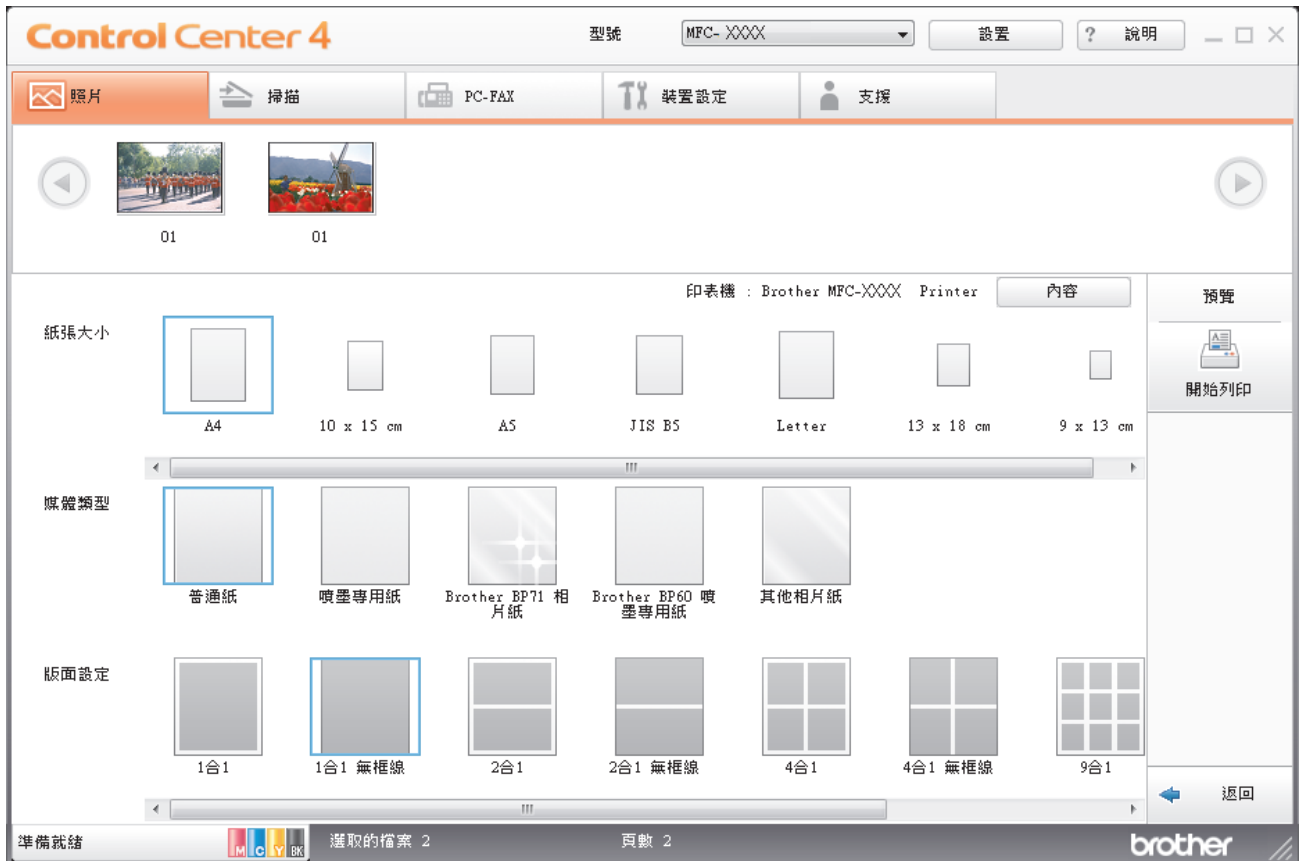 Control Center 4
型號 MFC- XXXX 設置 ? 說明
照片 掃描 PC-FAX 裝置設定 支援
01 01
印表機 : Brother MFC-XXXX Printer 內容
預覽
紙張大小
開始列印
A4 10 x 15 cm A5 JIS B5 Letter 13 x 18 cm 9 x 13 cm
媒體類型
普通紙 噴墨專用紙 Brother BP71 相片紙 Brother BP60 噴墨專用紙 其他相片紙
版面設定
1合1 1合1 無框線 2合1 2合1 無框線 4合1 4合1 無框線 9合1
返回
準備就緒 M C Y BK 選取的檔案 2 頁數 2 brother